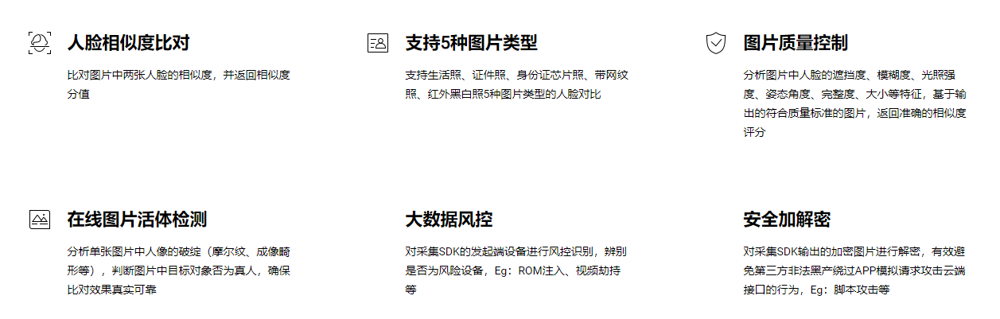 人脸相似度比对
比对图片中两张人脸的相似度，并返回相似度
分值
支持5种图片类型
支持生活照、证件照、身份证芯片照、带网纹
照、红外黑白照5种图片类型的人脸对比
图片质量控制
分析图片中人脸的遮挡度、模糊度、光照强
度、姿态角度、完整度、大小等特征，基于输
出的符合质量标准的图片，返回准确的相似度
评分
在线图片活体检测
分析单张图片中人像的破绽（摩尔纹、成像畸
形等），判断图片中目标对象否为真人，确保
比对效果真实可靠
大数据风控
对采集SDK的发起端设备进行风控识别，辨别
是否为风险设备，Eg：ROM注入、视频劫持
等
安全加解密
对采集SDK输出的加密图片进行解密，有效避
免第三方非法黑产绕过APP模拟请求攻击云端
接口的行为，Eg：脚本攻击等